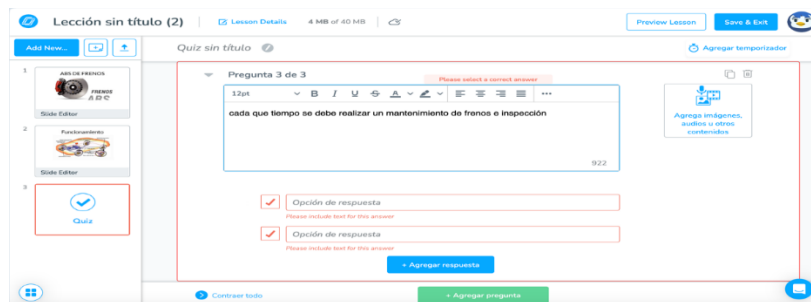 Lección sin título (2)
Lesson Details
4 MB of 40 MB
Preview Lesson
Save & Exit
Add New...
Quiz sin título
Agregar temporizador
1
ABS DE FRENOS
FRENOS
ABC
Slide Editor
2
Funcionamiento
Slide Editor
3
Quiz
Pregunta 3 de 3
Please select a correct answer
12pt
B I U S A
cada que tiempo se debe realizar un mantenimiento de frenos e inspección
922
Agrega imágenes,
audios u otros
contenidos
Opción de respuesta
Please include text for this answer
Opción de respuesta
Please include text for this answer
+ Agregar respuesta
Contraer todo
+ Agregar pregunta